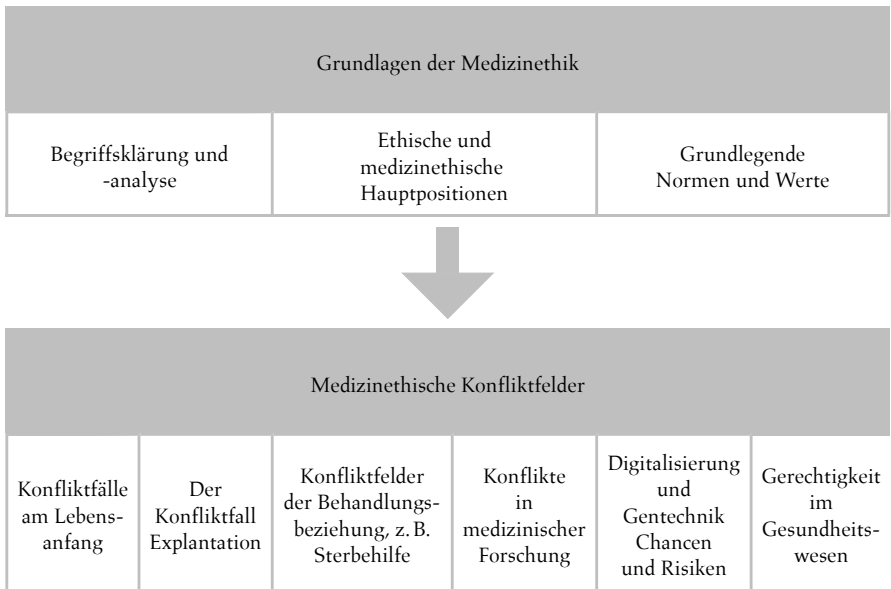 Grundlagen der Medizinethik
Begriffsklärung und
-analyse
Ethische und
medizinethische
Hauptpositionen
Grundlegende
Normen und Werte
Medizinethische Konfliktfelder
Konfliktfälle
am Lebens-
anfang
Der
Konfliktfall
Explantation
Konfliktfelder
der Behandlungs-
beziehung, z. B.
Sterbehilfe
Konflikte
in
medizinischer
Forschung
Digitalisierung
und
Gentechnik
Chancen
und Risiken
Gerechtigkeit
im
Gesundheits-
wesen